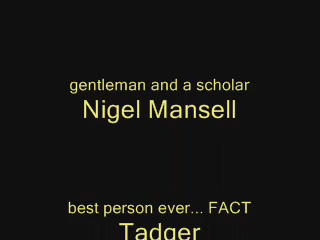 gentleman and a scholar
Nigel Mansell
best person ever... FACT
Tadger